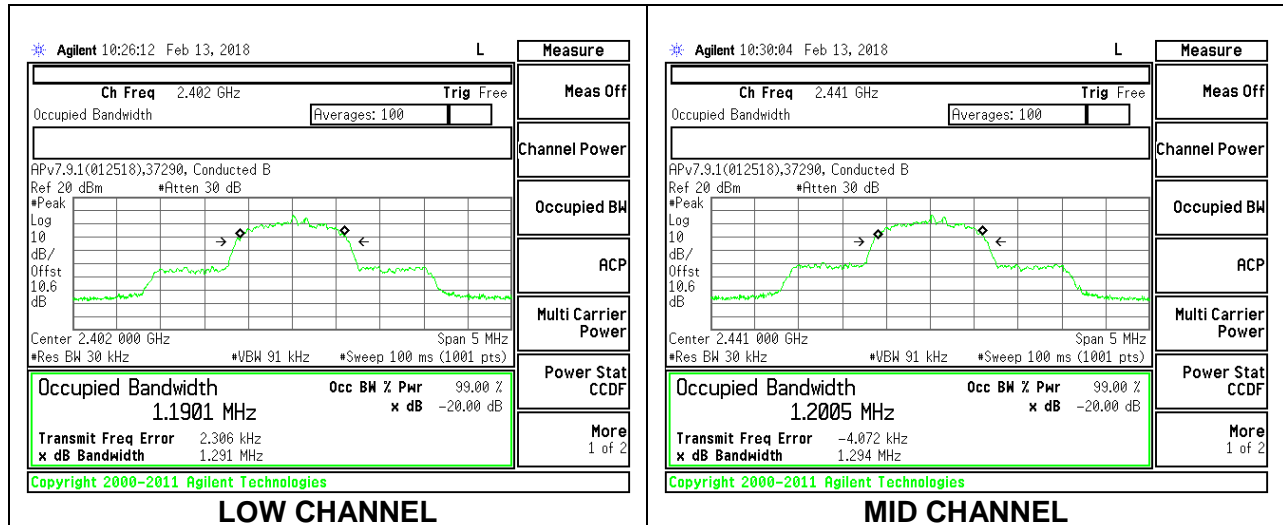 Agilent 10:26:12 Feb 13, 2018 L
Measure
Ch Freq 2.402 GHz Trig Free
Occupied Bandwidth Averages: 100
APv7.9.1(012518),37290, Conducted B
Ref 20 dBm #Atten 30 dB
#Peak
Log
10
dB/
Offst
10.6
dB
Center 2.402 000 GHz Span 5 MHz
#Res BW 30 kHz #VBW 91 kHz #Sweep 100 ms (1001 pts)
Occupied Bandwidth Occ BW % Pwr 99.00 %
1.1901 MHz x dB -20.00 dB
Transmit Freq Error 2.306 kHz
x dB Bandwidth 1.291 MHz
Copyright 2000-2011 Agilent Technologies
Meas Off
Channel Power
Occupied BW
ACP
Multi Carrier
Power
Power Stat
CCDF
More
1 of 2
LOW CHANNEL
Agilent 10:30:04 Feb 13, 2018 L
Measure
Ch Freq 2.441 GHz Trig Free
Occupied Bandwidth Averages: 100
APv7.9.1(012518),37290, Conducted B
Ref 20 dBm #Atten 30 dB
#Peak
Log
10
dB/
Offst
10.6
dB
Center 2.441 000 GHz Span 5 MHz
#Res BW 30 kHz #VBW 91 kHz #Sweep 100 ms (1001 pts)
Occupied Bandwidth Occ BW % Pwr 99.00 %
1.2005 MHz x dB -20.00 dB
Transmit Freq Error -4.072 kHz
x dB Bandwidth 1.294 MHz
Copyright 2000-2011 Agilent Technologies
Meas Off
Channel Power
Occupied BW
ACP
Multi Carrier
Power
Power Stat
CCDF
More
1 of 2
MID CHANNEL